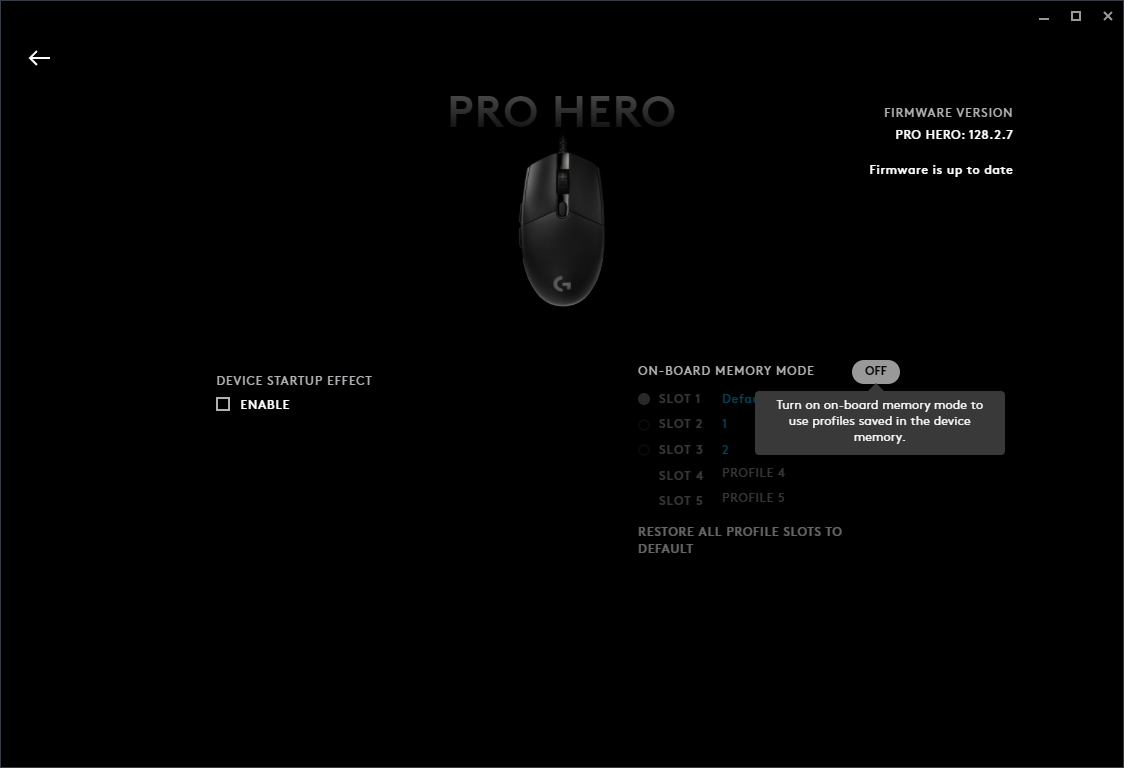 PRO HERO
FIRMWARE VERSION
PRO HERO: 128.2.7
Firmware is up to date
DEVICE STARTUP EFFECT
ENABLE
ON-BOARD MEMORY MODE
OFF
Turn on on-board memory mode to
use profiles saved in the device
memory.
SLOT 1
SLOT 2 1
SLOT 3 2
SLOT 4 PROFILE 4
SLOT 5 PROFILE 5
RESTORE ALL PROFILE SLOTS TO
DEFAULT